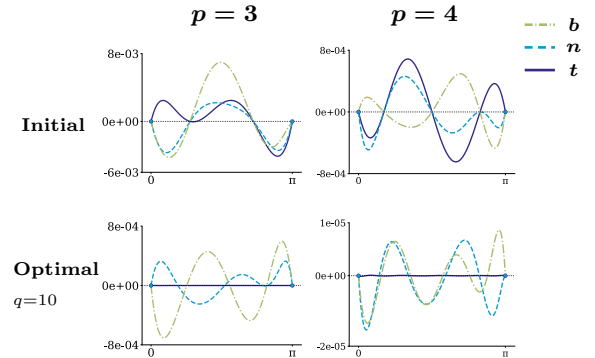 p = 3
p = 4
b
n
t
Initial
8e-03
0e+00
-6e-03
0
π
8e-04
0e+00
-8e-04
0
π
Optimal
q=10
8e-04
0e+00
-8e-04
0
π
1e-05
0e+00
-2e-05
0
π